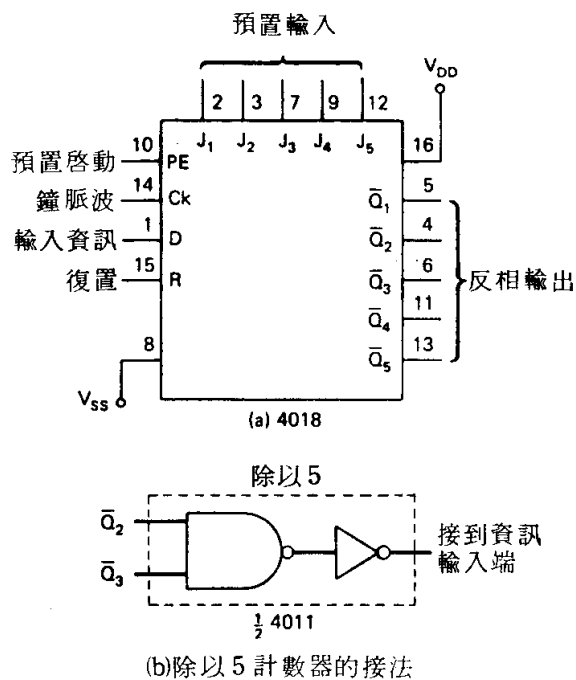 預置輸入
V_DD
2 3 7 9 12
J₁ J₂ J₃ J₄ J₅
16
預置啓動 10 PE
鐘脈波 14 Ck
輸入資訊 1 D
復置 15 R
8
V_SS
Q̅₁ 5
Q̅₂ 4
Q̅₃ 6
Q̅₄ 11
Q̅₅ 13
反相輸出
(a) 4018
除以5
Q̅₂
Q̅₃
接到資訊
輸入端
½ 4011
(b)除以5計數器的接法